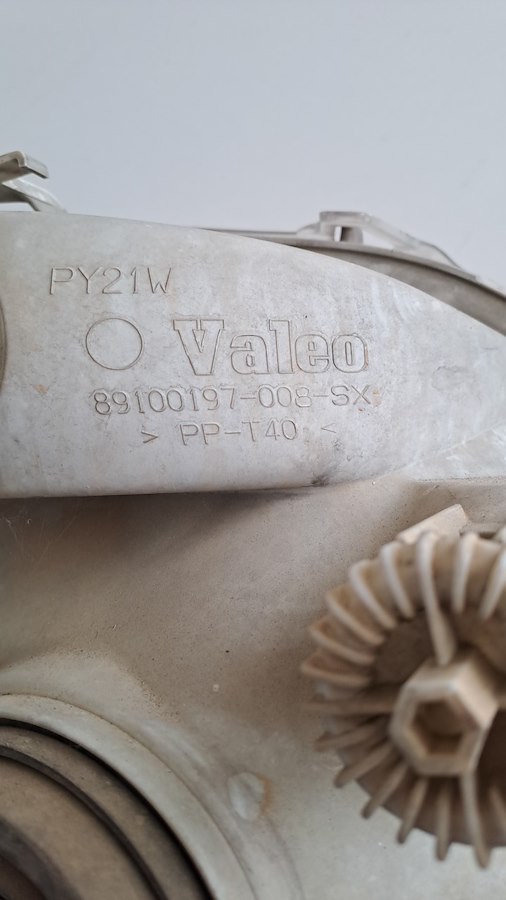 PY21W
Valeo
89100197-008-SX
> PP-T40 <